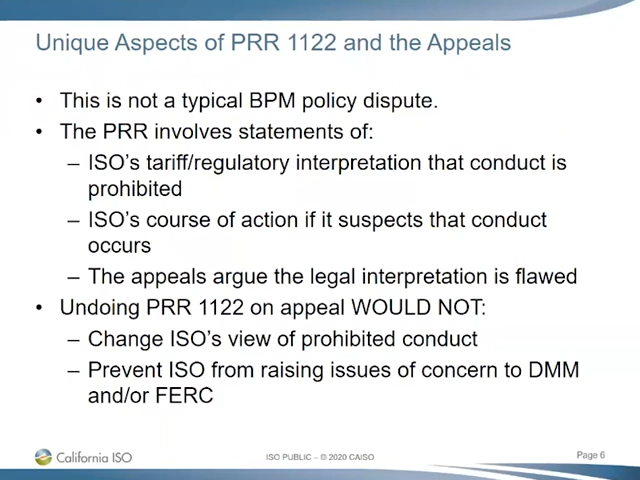 Unique Aspects of PRR 1122 and the Appeals
• This is not a typical BPM policy dispute.
• The PRR involves statements of:
– ISO's tariff/regulatory interpretation that conduct is
prohibited
– ISO's course of action if it suspects that conduct
occurs
– The appeals argue the legal interpretation is flawed
• Undoing PRR 1122 on appeal WOULD NOT:
– Change ISO's view of prohibited conduct
– Prevent ISO from raising issues of concern to DMM
and/or FERC
California ISO
ISO PUBLIC – © 2020 CAISO
Page 6